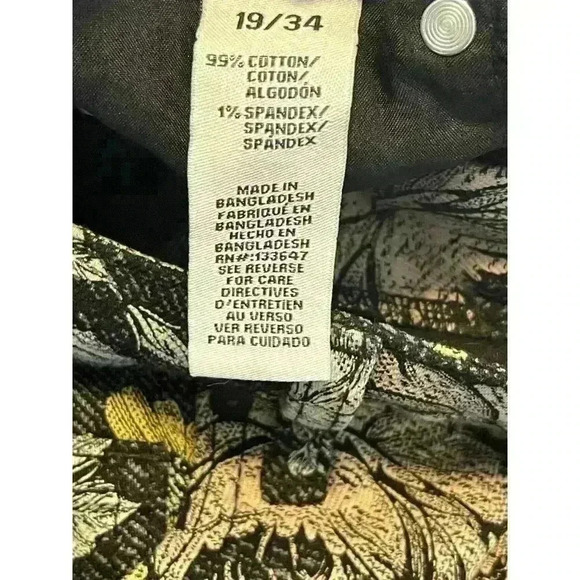 19/34
99% COTTON/
COTON/
ALGODÓN
1% SPANDEX/
SPANDEX/
SPANDEX
MADE IN
BANGLADESH
FABRIQUÉ EN
BANGLADESH
HECHO EN
BANGLADESH
RN#:133647
SEE REVERSE
FOR CARE
DIRECTIVES
D'ENTRETIEN
AU VERSO
VER REVERSO
PARA CUIDADO